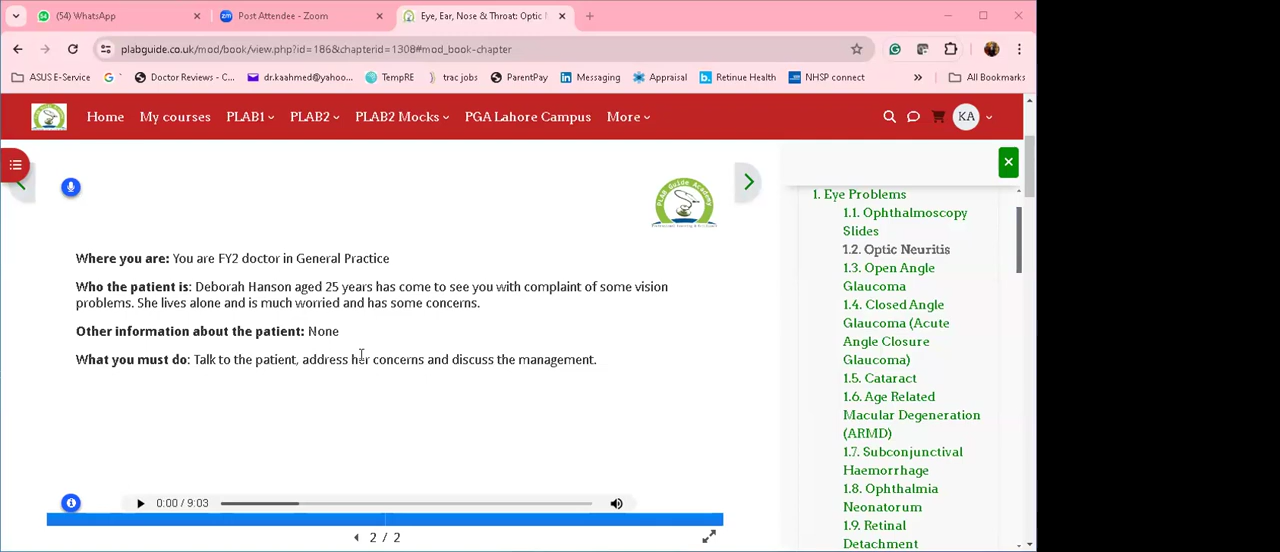 (54) WhatsApp
Post Attendee - Zoom
Eye, Ear, Nose & Throat: Optic
plabguide.co.uk/mod/book/view.php?id=186&chapterid=1308#mod_book-chapter
ASUS E-Service
Doctor Reviews - C...
dr.kaahmed@yahoo...
TempRE
trac jobs
ParentPay
Messaging
Appraisal
Retinue Health
NHSP connect
»
All Bookmarks
Home
My courses
PLAB1
PLAB2
PLAB2 Mocks
PGA Lahore Campus
More
KA
PLAB Guide Academy
Where you are: You are FY2 doctor in General Practice
Who the patient is: Deborah Hanson aged 25 years has come to see you with complaint of some vision
problems. She lives alone and is much worried and has some concerns.
Other information about the patient: None
What you must do: Talk to the patient, address her concerns and discuss the management.
0:00 / 9:03
2 / 2
1. Eye Problems
1.1. Ophthalmoscopy
Slides
1.2. Optic Neuritis
1.3. Open Angle
Glaucoma
1.4. Closed Angle
Glaucoma (Acute
Angle Closure
Glaucoma)
1.5. Cataract
1.6. Age Related
Macular Degeneration
(ARMD)
1.7. Subconjunctival
Haemorrhage
1.8. Ophthalmia
Neonatorum
1.9. Retinal
Detachment